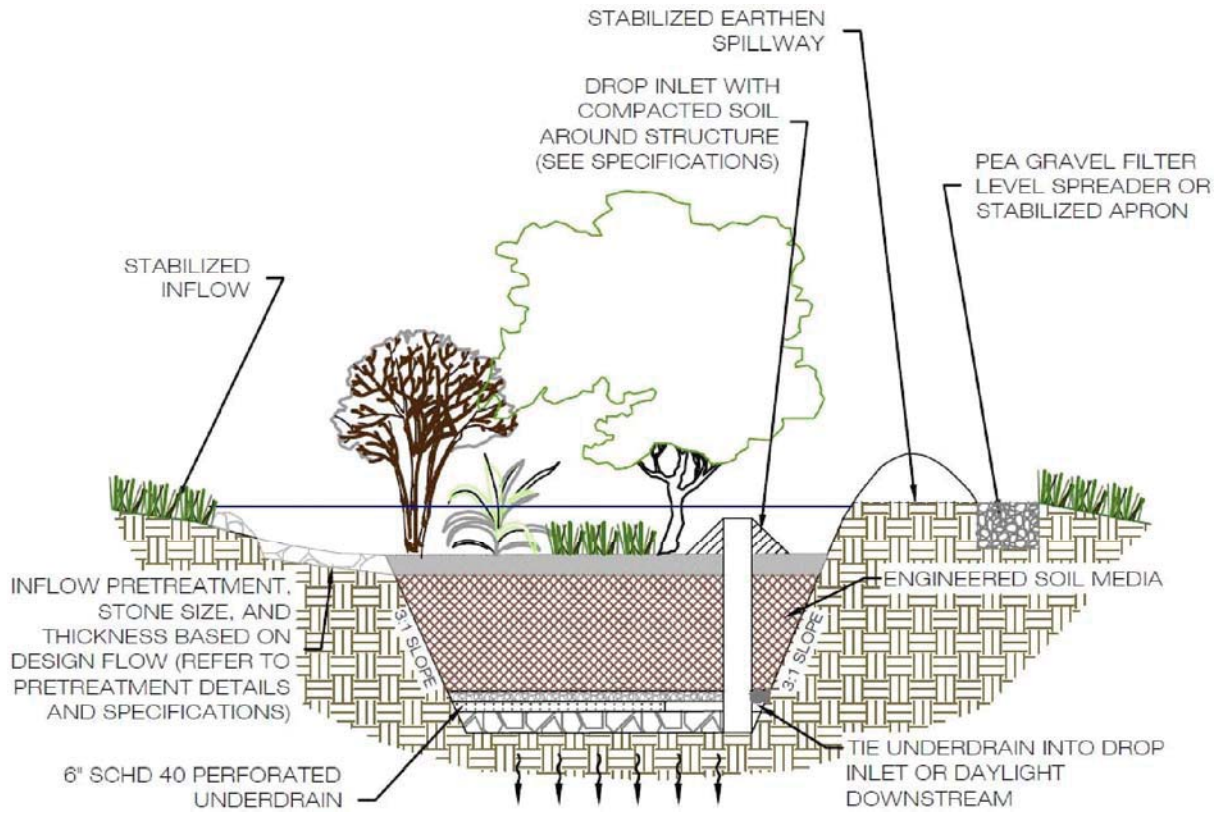 STABILIZED EARTHEN
SPILLWAY
DROP INLET WITH
COMPACTED SOIL
AROUND STRUCTURE
(SEE SPECIFICATIONS)
PEA GRAVEL FILTER
LEVEL SPREADER OR
STABILIZED APRON
STABILIZED
INFLOW
INFLOW PRETREATMENT,
STONE SIZE, AND
THICKNESS BASED ON
DESIGN FLOW (REFER TO
PRETREATMENT DETAILS
AND SPECIFICATIONS)
3:1 SLOPE
ENGINEERED SOIL MEDIA
3:1 SLOPE
6" SCHD 40 PERFORATED
UNDERDRAIN
TIE UNDERDRAIN INTO DROP
INLET OR DAYLIGHT
DOWNSTREAM